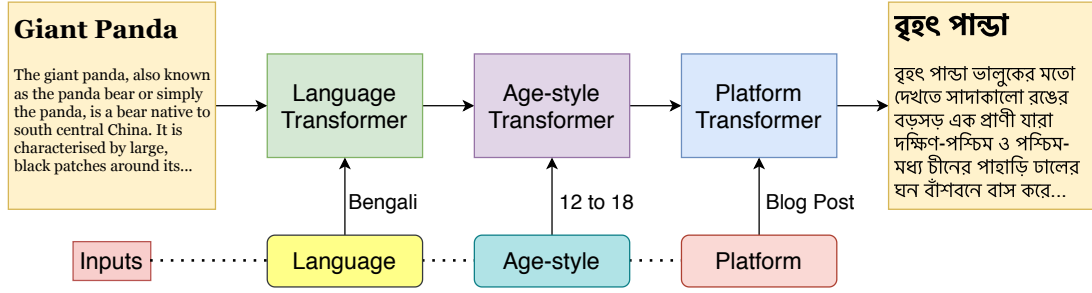 Giant Panda
The giant panda, also known
as the panda bear or simply
the panda, is a bear native to
south central China. It is
characterised by large,
black patches around its...
Language
Transformer
Age-style
Transformer
Platform
Transformer
বৃহৎ পান্ডা
বৃহৎ পান্ডা ভালুকের মতো
দেখতে সাদাকালো রঙের
বড়সড় এক প্রাণী যারা
দক্ষিণ-পশ্চিম ও পশ্চিম-
মধ্য চীনের পাহাড়ি ঢালের
ঘন বাঁশবনে বাস করে...
Bengali
12 to 18
Blog Post
Inputs
Language
Age-style
Platform